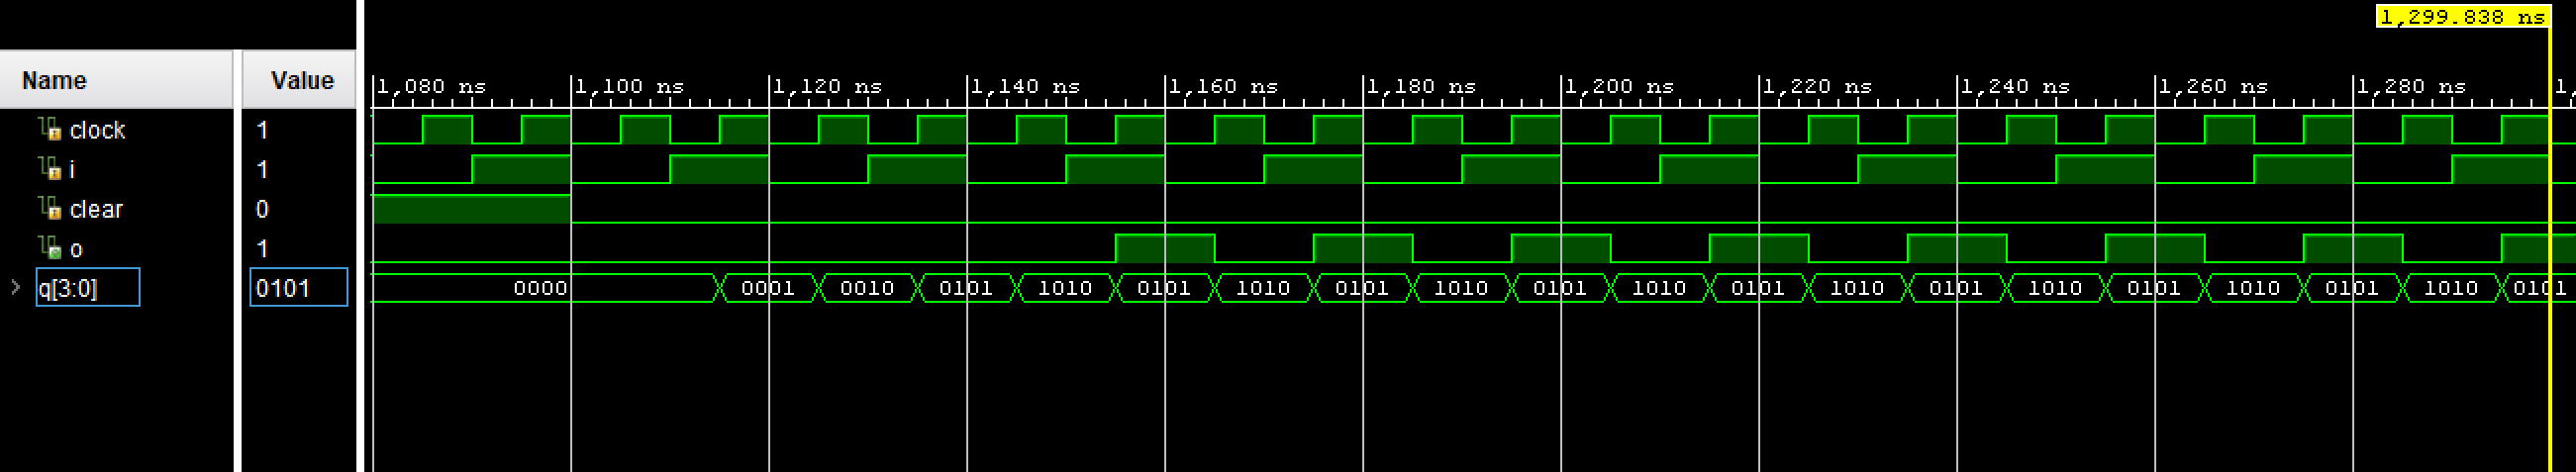 1,299.838 ns
Name Value 1,080 ns 1,100 ns 1,120 ns 1,140 ns 1,160 ns 1,180 ns 1,200 ns 1,220 ns 1,240 ns 1,260 ns 1,280 ns 1,
clock 1
i 1
clear 0
o 1
q[3:0] 0101 0000 0001 0010 0101 1010 0101 1010 0101 1010 0101 1010 0101 1010 0101 1010 0101 1010 0101 1010 0101